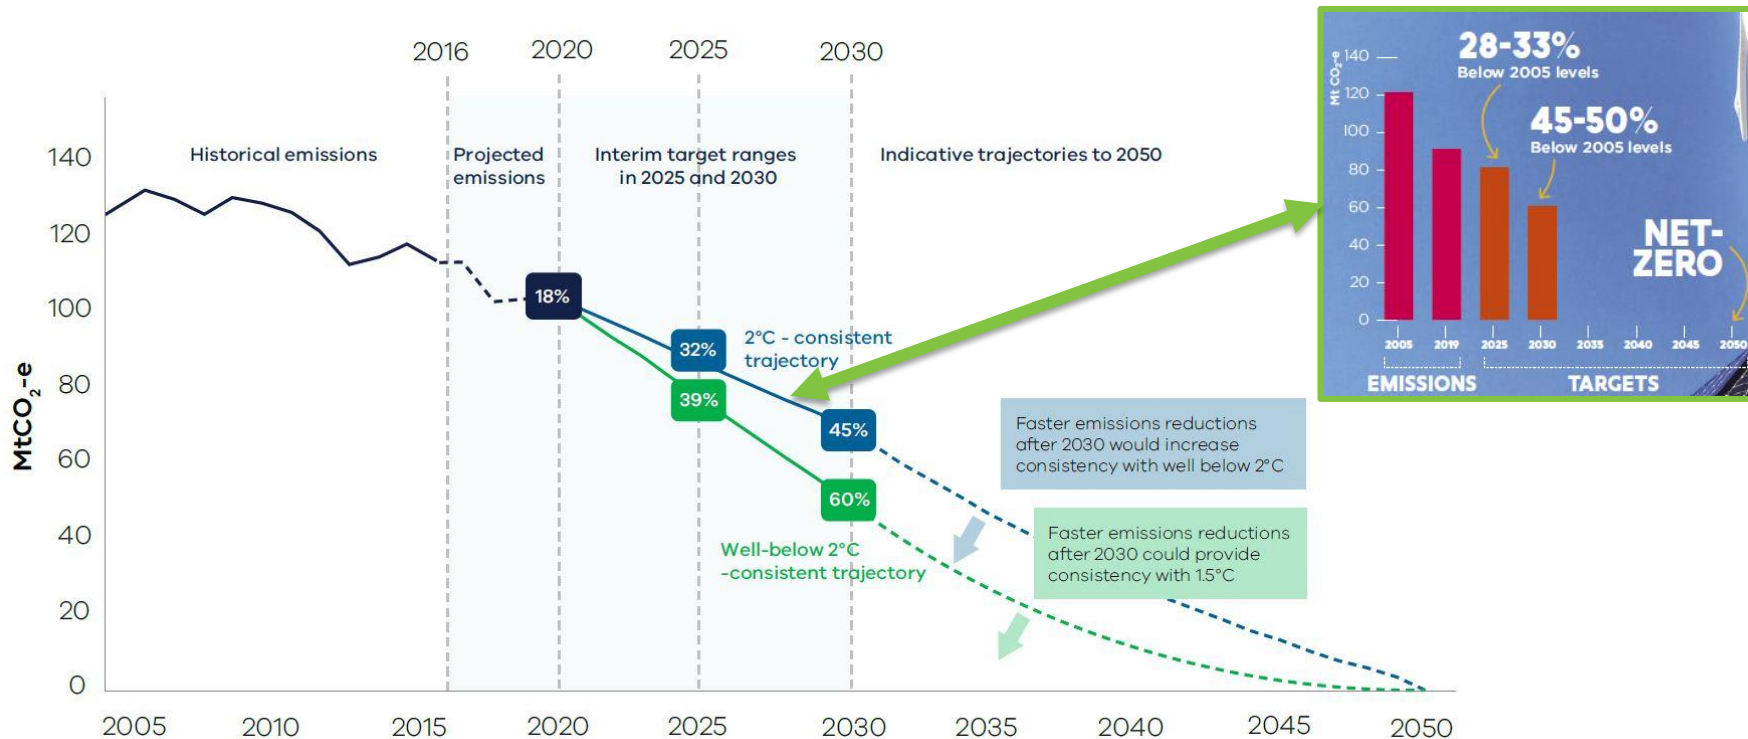 2016
2020
2025
2030
Historical emissions
Projected
emissions
Interim target ranges
in 2025 and 2030
Indicative trajectories to 2050
MtCO₂-e
140
120
100
80
60
40
20
0
18%
32%
39%
45%
60%
2°C - consistent
trajectory
Well-below 2°C
-consistent trajectory
Faster emissions reductions
after 2030 would increase
consistency with well below 2°C
Faster emissions reductions
after 2030 could provide
consistency with 1.5°C
2005
2010
2015
2020
2025
2030
2035
2040
2045
2050
Mt CO₂-e
140
120
100
80
60
40
20
0
28-33%
Below 2005 levels
45-50%
Below 2005 levels
NET-
ZERO
2005
2019
2025
2030
2035
2040
2045
2050
EMISSIONS
TARGETS